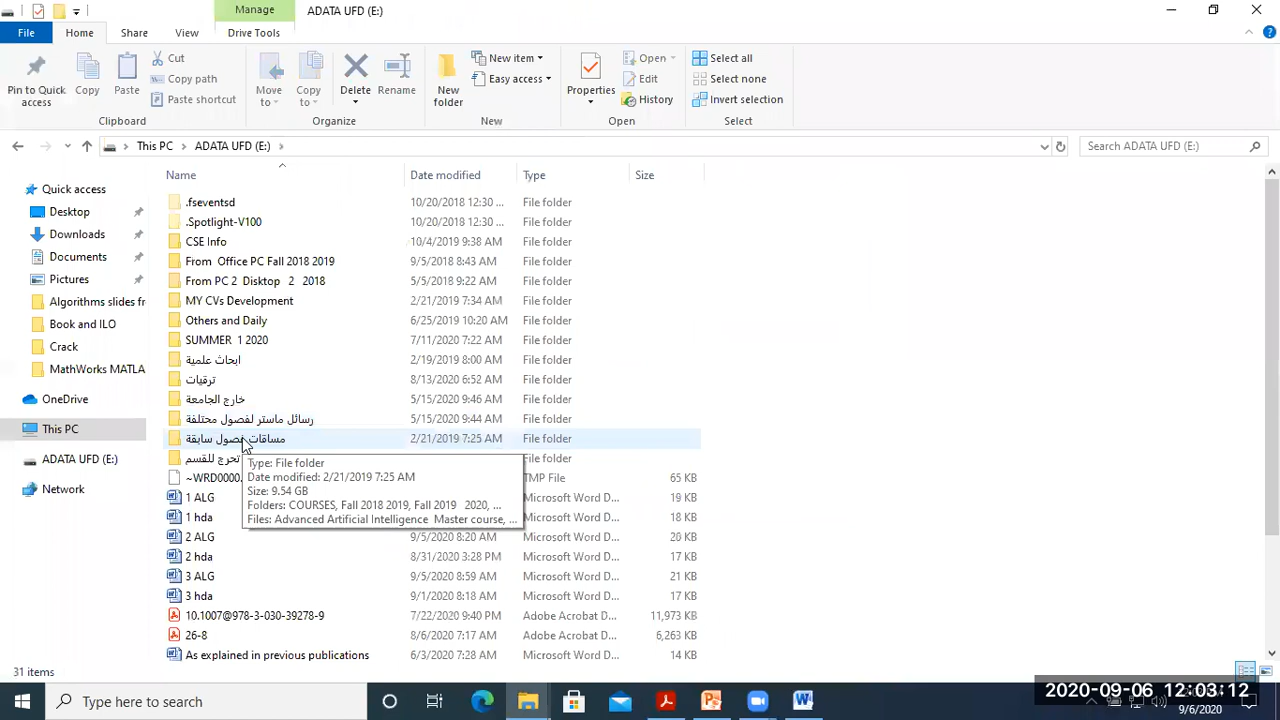 Manage
ADATA UFD (E:)
File
Home
Share
View
Drive Tools
Pin to Quick access
Copy
Paste
Cut
Copy path
Paste shortcut
Clipboard
Move to
Copy to
Delete
Rename
Organize
New folder
New item
Easy access
New
Properties
Open
Edit
History
Open
Select all
Select none
Invert selection
Select
This PC
ADATA UFD (E:)
Search ADATA UFD (E:)
Name
Date modified
Type
Size
Quick access
Desktop
Downloads
Documents
Pictures
Algorithms slides fr
Book and ILO
Crack
MathWorks MATLA
OneDrive
This PC
ADATA UFD (E:)
Network
.fseventsd 10/20/2018 12:30 ... File folder
.Spotlight-V100 10/20/2018 12:30 ... File folder
CSE Info 10/4/2019 9:38 AM File folder
From Office PC Fall 2018 2019 9/5/2018 8:43 AM File folder
From PC 2 Disktop 2 2018 5/5/2018 9:22 AM File folder
MY CVs Development 2/21/2019 7:34 AM File folder
Others and Daily 6/25/2019 10:20 AM File folder
SUMMER 1 2020 7/11/2020 7:22 AM File folder
ابحاث علمية 2/19/2019 8:00 AM File folder
ترقيات 8/13/2020 6:52 AM File folder
خارج الجامعة 5/15/2020 9:46 AM File folder
رسائل ماستر لفصول مختلفة 5/15/2020 9:44 AM File folder
مساقات فصول سابقة 2/21/2019 7:25 AM File folder
تخرج للقسم File folder
~WRD0000. TMP File 65 KB
1 ALG Microsoft Word D... 19 KB
1 hda Microsoft Word D... 18 KB
2 ALG 9/5/2020 8:20 AM Microsoft Word D... 20 KB
2 hda 8/31/2020 3:28 PM Microsoft Word D... 17 KB
3 ALG 9/5/2020 8:59 AM Microsoft Word D... 21 KB
3 hda 9/1/2020 8:18 AM Microsoft Word D... 17 KB
10.1007@978-3-030-39278-9 7/22/2020 9:40 PM Adobe Acrobat D... 11,973 KB
26-8 8/6/2020 7:17 AM Adobe Acrobat D... 6,263 KB
As explained in previous publications 6/3/2020 7:29 AM Microsoft Word D... 14 KB
Type: File folder
Date modified: 2/21/2019 7:25 AM
Size: 9.54 GB
Folders: COURSES, Fall 2018 2019, Fall 2019 2020, ...
Files: Advanced Artificial Intelligence Master course, ...
31 items
Type here to search
2020-09-06 12:03:12
9/6/2020